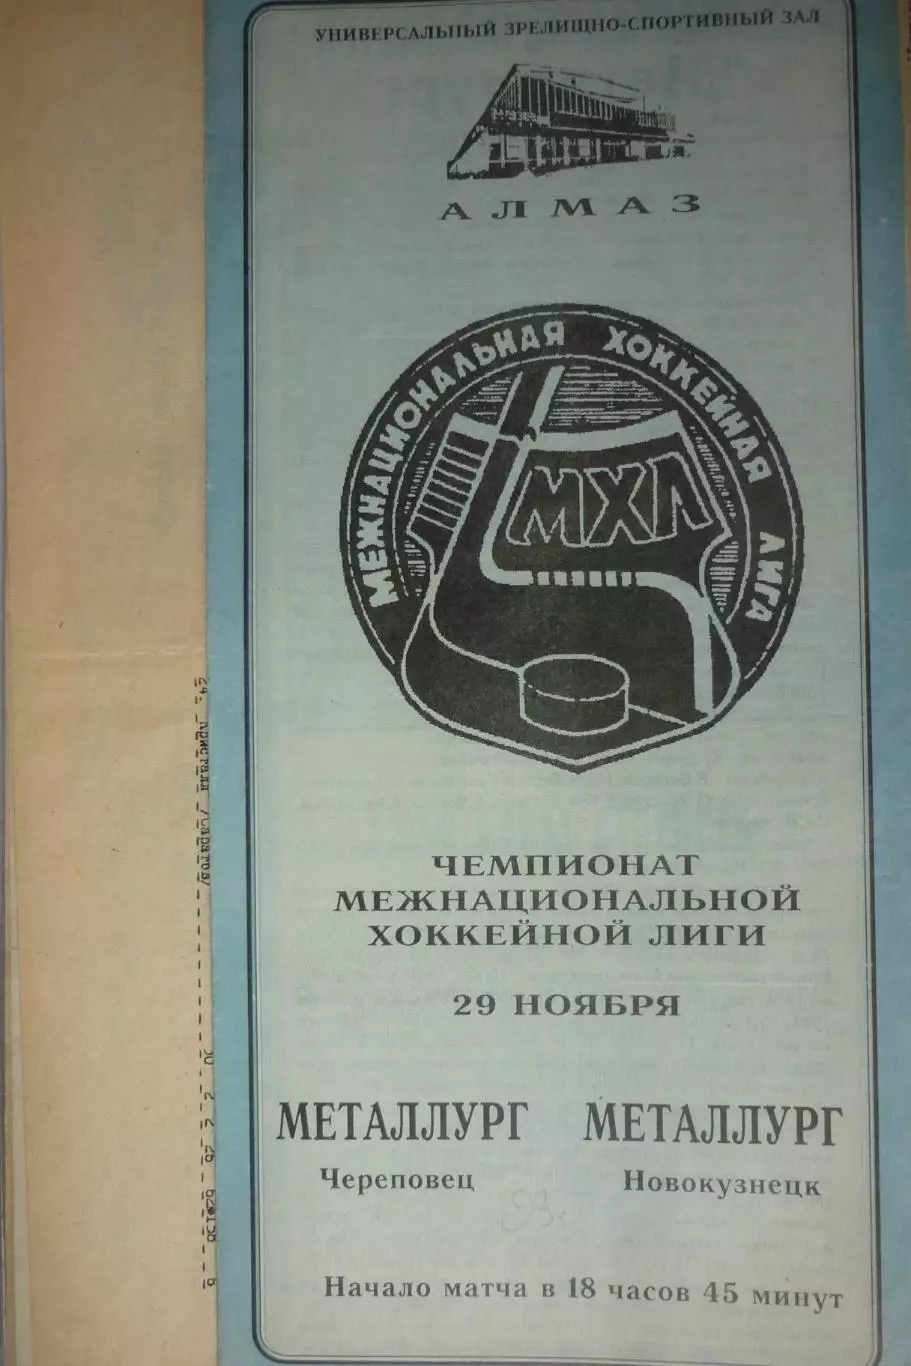 УНИВЕРСАЛЬНЫЙ ЗРЕЛИЩНО-СПОРТИВНЫЙ ЗАЛ
АЛМАЗ
МЕЖНАЦИОНАЛЬНАЯ ХОККЕЙНАЯ ЛИГА
МХЛ
ЧЕМПИОНАТ
МЕЖНАЦИОНАЛЬНОЙ
ХОККЕЙНОЙ ЛИГИ
29 НОЯБРЯ
МЕТАЛЛУРГ МЕТАЛЛУРГ
Череповец Новокузнецк
93г
Начало матча в 18 часов 45 минут